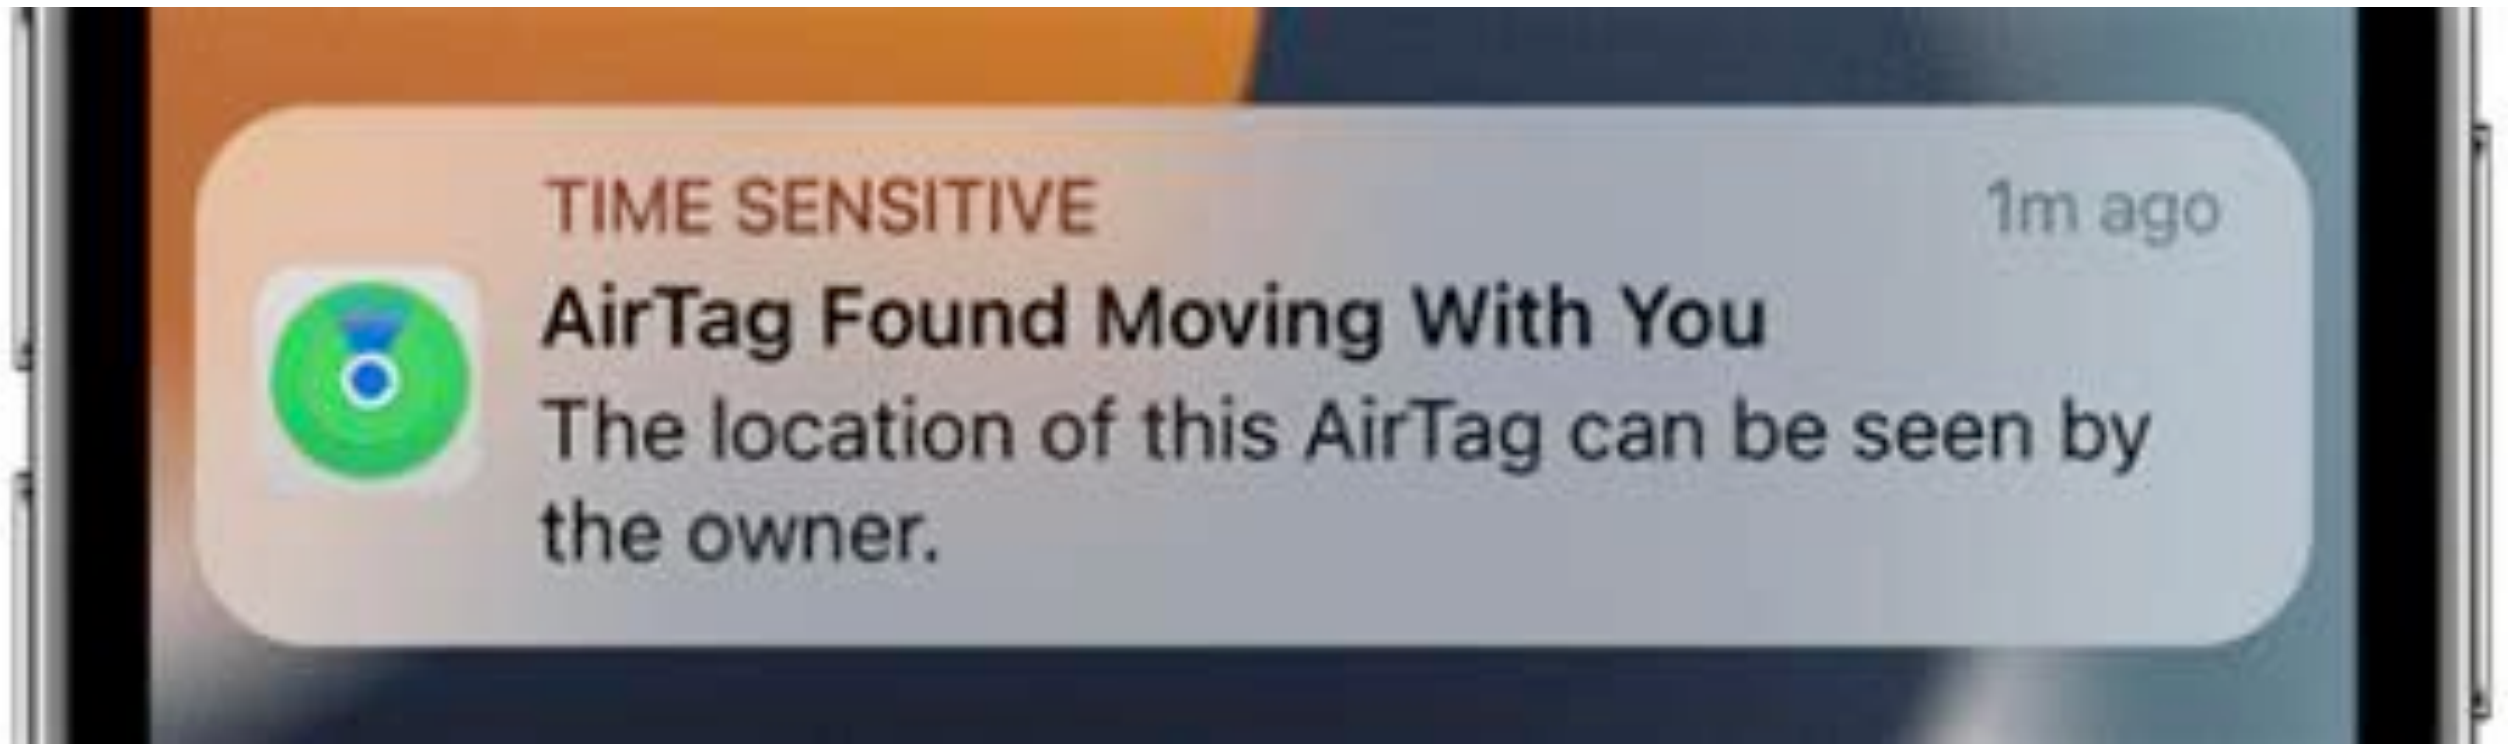 TIME SENSITIVE
1m ago
AirTag Found Moving With You
The location of this AirTag can be seen by
the owner.